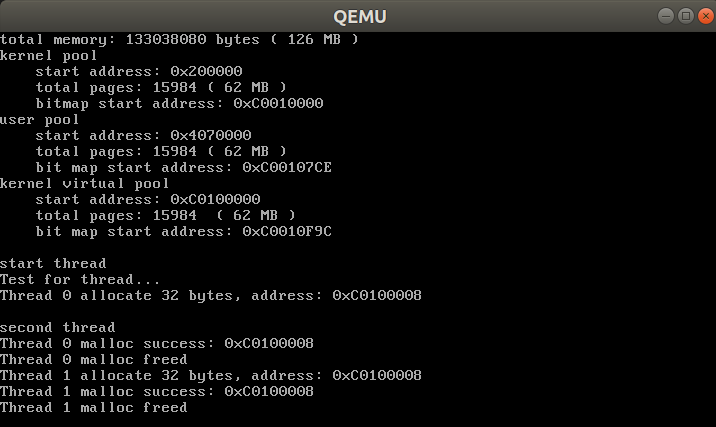 QEMU
total memory: 133038080 bytes ( 126 MB )
kernel pool
    start address: 0x200000
    total pages: 15984 ( 62 MB )
    bitmap start address: 0xC0010000
user pool
    start address: 0x4070000
    total pages: 15984 ( 62 MB )
    bit map start address: 0xC00107CE
kernel virtual pool
    start address: 0xC0100000
    total pages: 15984  ( 62 MB )
    bit map start address: 0xC0010F9C

start thread
Test for thread...
Thread 0 allocate 32 bytes, address: 0xC0100008

second thread
Thread 0 malloc success: 0xC0100008
Thread 0 malloc freed
Thread 1 allocate 32 bytes, address: 0xC0100008
Thread 1 malloc success: 0xC0100008
Thread 1 malloc freed